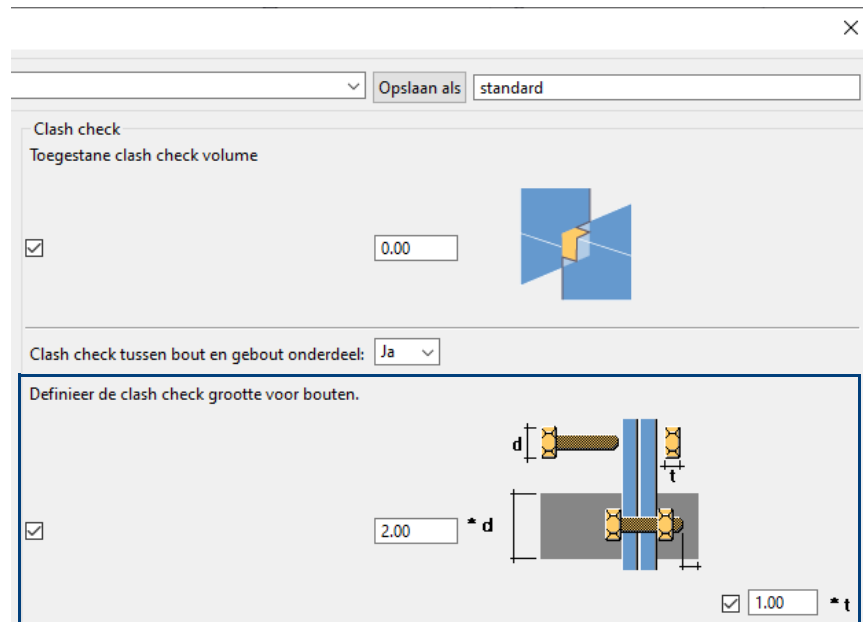 Opslaan als standard
Clash check
Toegestane clash check volume
0.00
Clash check tussen bout en gebout onderdeel: Ja
Definieer de clash check grootte voor bouten.
d
t
2.00 * d
1.00 * t